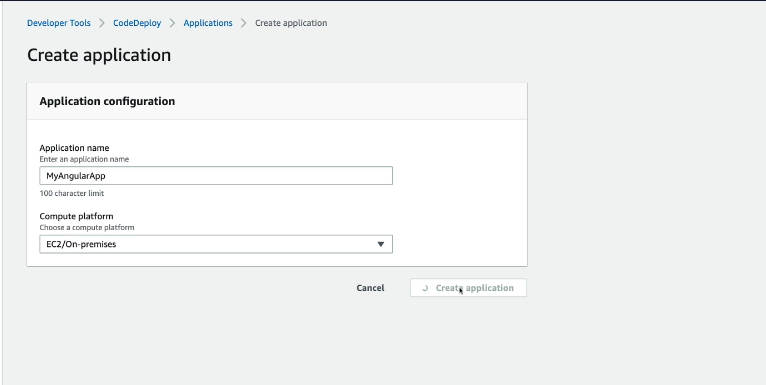 Developer Tools > CodeDeploy > Applications > Create application
Create application
Application configuration
Application name
Enter an application name
MyAngularApp
100 character limit
Compute platform
Choose a compute platform
EC2/On-premises
Cancel
Create application